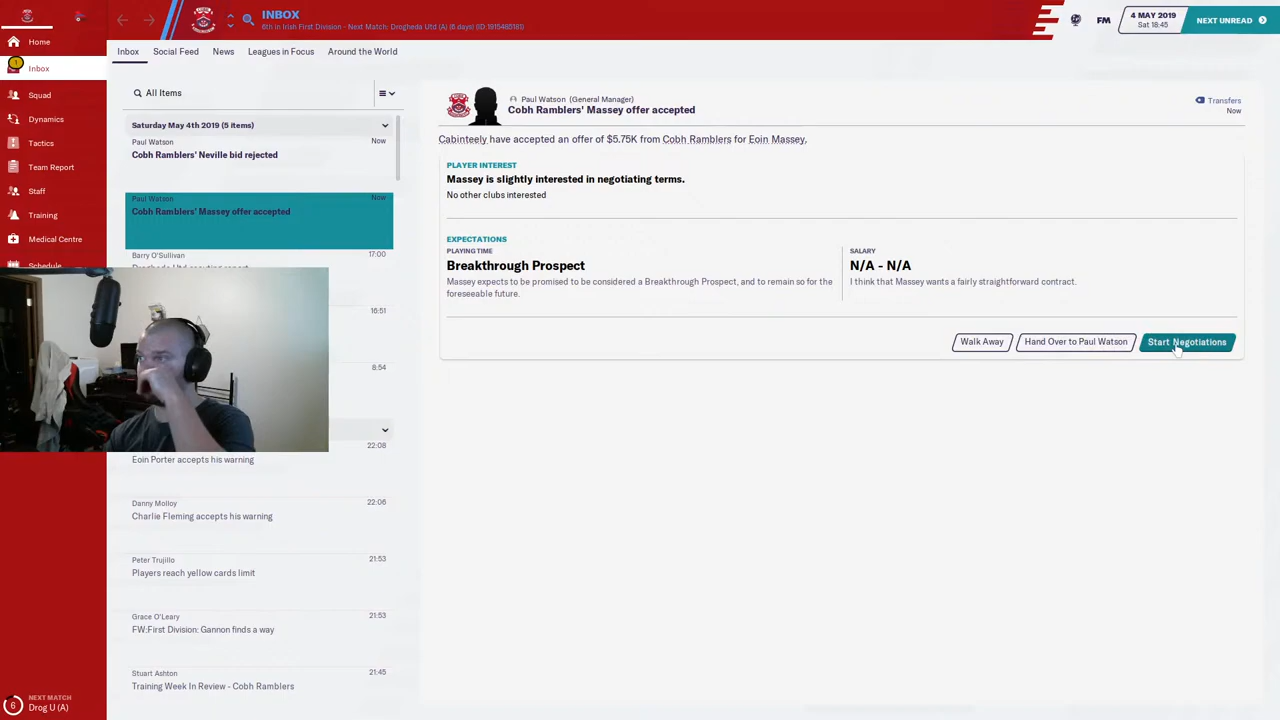 INBOX
6th in Irish First Division - Next Match: Drogheda Utd (A) (6 days) (ID:1915465181)
FM
4 MAY 2019
Sat 18:45
NEXT UNREAD
Home
1
Inbox
Squad
Dynamics
Tactics
Team Report
Staff
Training
Medical Centre
Schedule
Inbox
Social Feed
News
Leagues in Focus
Around the World
All Items
Saturday May 4th 2019 (5 items)
Paul Watson
Now
Cobh Ramblers' Neville bid rejected
Paul Watson
Now
Cobh Ramblers' Massey offer accepted
Barry O'Sullivan
17:00
Drogheda Utd scouting report
16:51
8:54
22:08
Eoin Porter accepts his warning
Danny Molloy
22:06
Charlie Fleming accepts his warning
Peter Trujillo
21:53
Players reach yellow cards limit
Grace O'Leary
21:53
FW:First Division: Gannon finds a way
Stuart Ashton
21:45
Training Week In Review - Cobh Ramblers
Paul Watson (General Manager)
Cobh Ramblers' Massey offer accepted
Transfers
Now
Cabinteely have accepted an offer of $5.75K from Cobh Ramblers for Eoin Massey.
PLAYER INTEREST
Massey is slightly interested in negotiating terms.
No other clubs interested
EXPECTATIONS
PLAYING TIME
Breakthrough Prospect
Massey expects to be promised to be considered a Breakthrough Prospect, and to remain so for the
foreseeable future.
SALARY
N/A - N/A
I think that Massey wants a fairly straightforward contract.
Walk Away
Hand Over to Paul Watson
Start Negotiations
6
NEXT MATCH
Drog U (A)